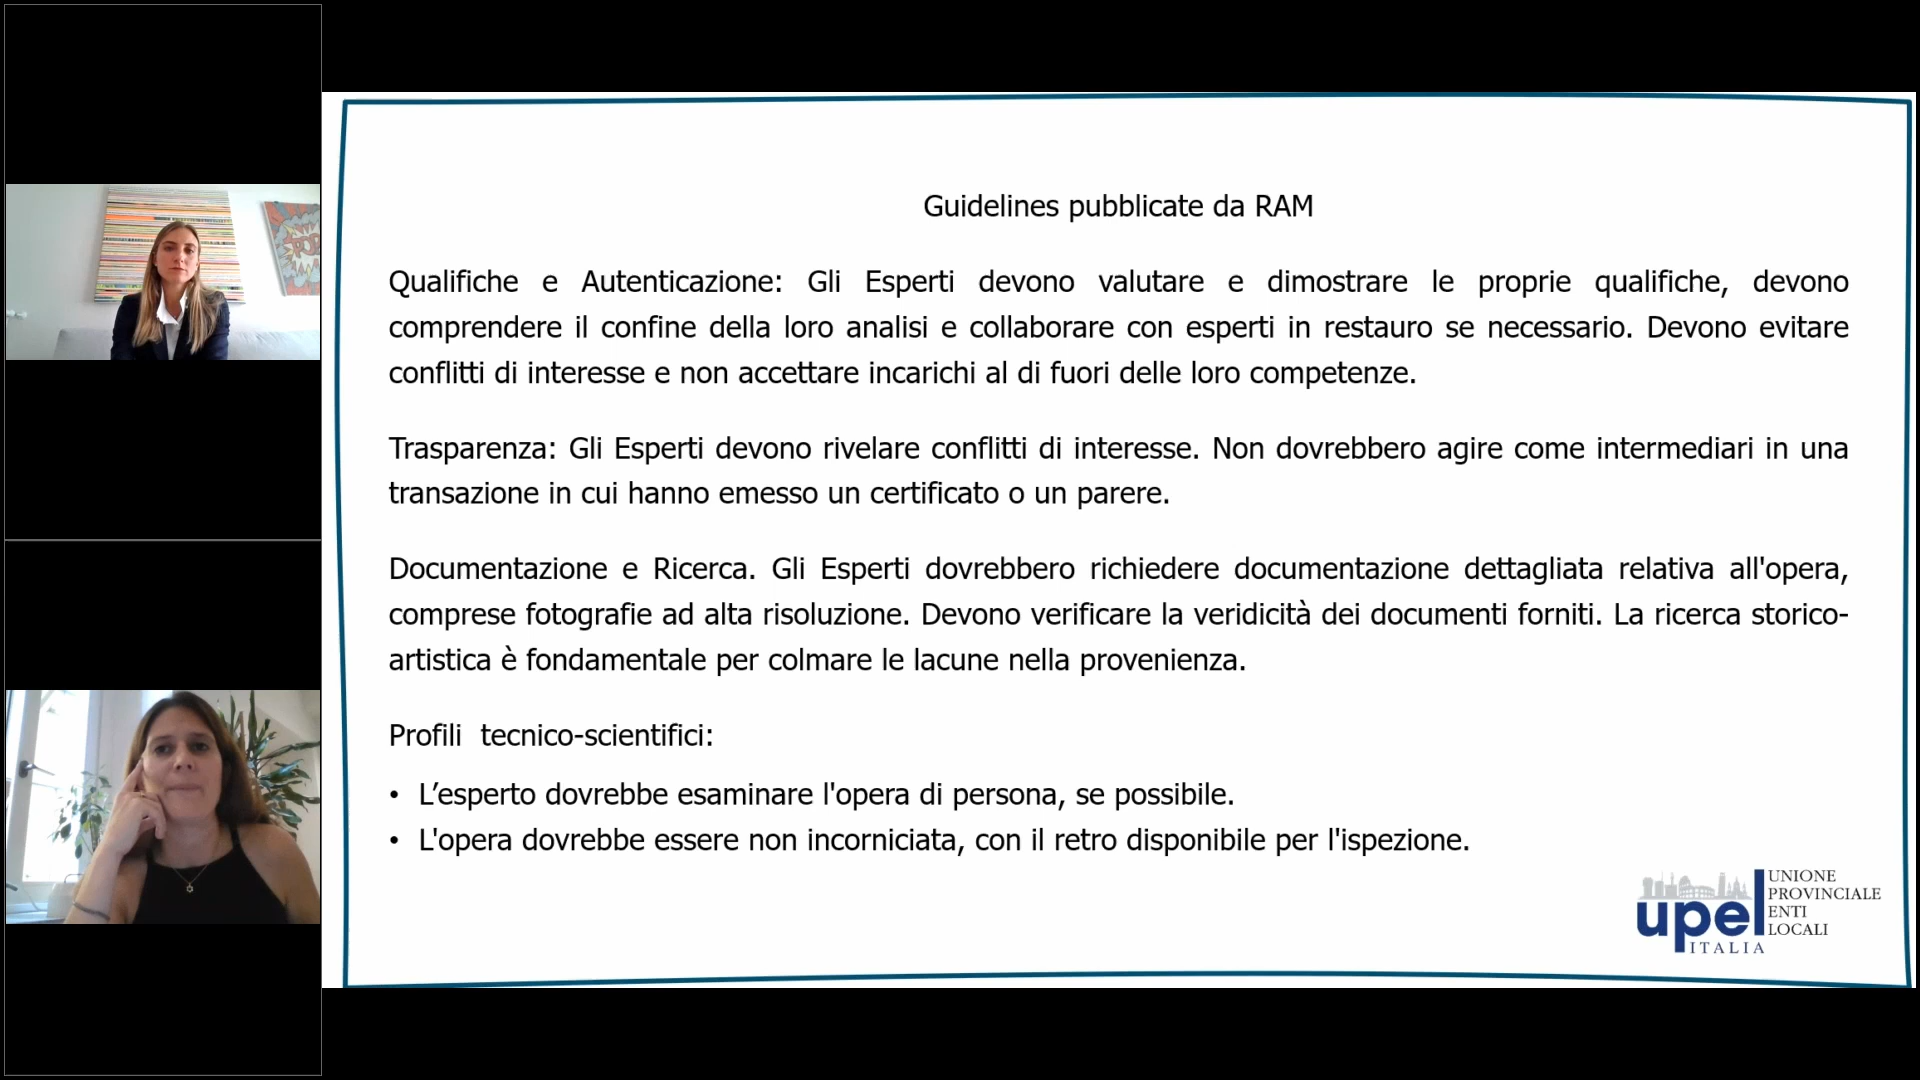 Guidelines pubblicate da RAM
Qualifiche e Autenticazione: Gli Esperti devono valutare e dimostrare le proprie qualifiche, devono
comprendere il confine della loro analisi e collaborare con esperti in restauro se necessario. Devono evitare
conflitti di interesse e non accettare incarichi al di fuori delle loro competenze.
Trasparenza: Gli Esperti devono rivelare conflitti di interesse. Non dovrebbero agire come intermediari in una
transazione in cui hanno emesso un certificato o un parere.
Documentazione e Ricerca. Gli Esperti dovrebbero richiedere documentazione dettagliata relativa all'opera,
comprese fotografie ad alta risoluzione. Devono verificare la veridicità dei documenti forniti. La ricerca storico-
artistica è fondamentale per colmare le lacune nella provenienza.
Profili tecnico-scientifici:
• L’esperto dovrebbe esaminare l'opera di persona, se possibile.
• L'opera dovrebbe essere non incorniciata, con il retro disponibile per l'ispezione.
upel
ITALIA
UNIONE
PROVINCIALE
ENTI
LOCALI
POP